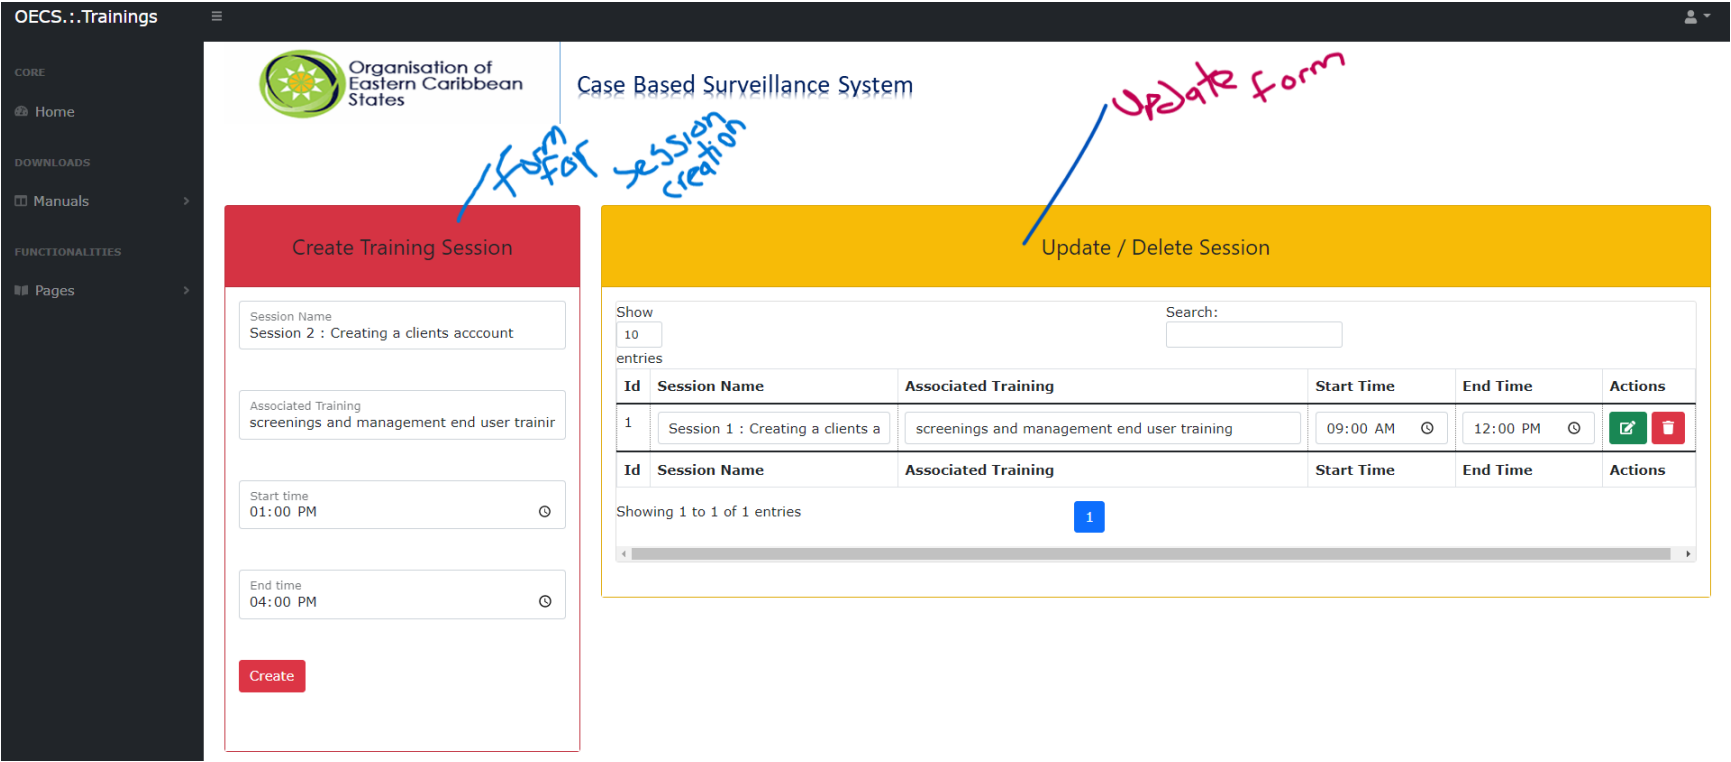 OECS.:.Trainings
CORE
Home
DOWNLOADS
Manuals
FUNCTIONALITIES
Pages
Organisation of
Eastern Caribbean
States
Case Based Surveillance System
Update form
form for session creation
Create Training Session
Session Name
Session 2 : Creating a clients acccount
Associated Training
screenings and management end user trainir
Start time
01:00 PM
End time
04:00 PM
Create
Update / Delete Session
Show
10
entries
Search:
Id Session Name Associated Training Start Time End Time Actions
1 Session 1 : Creating a clients a screenings and management end user training 09:00 AM 12:00 PM
Id Session Name Associated Training Start Time End Time Actions
Showing 1 to 1 of 1 entries
1